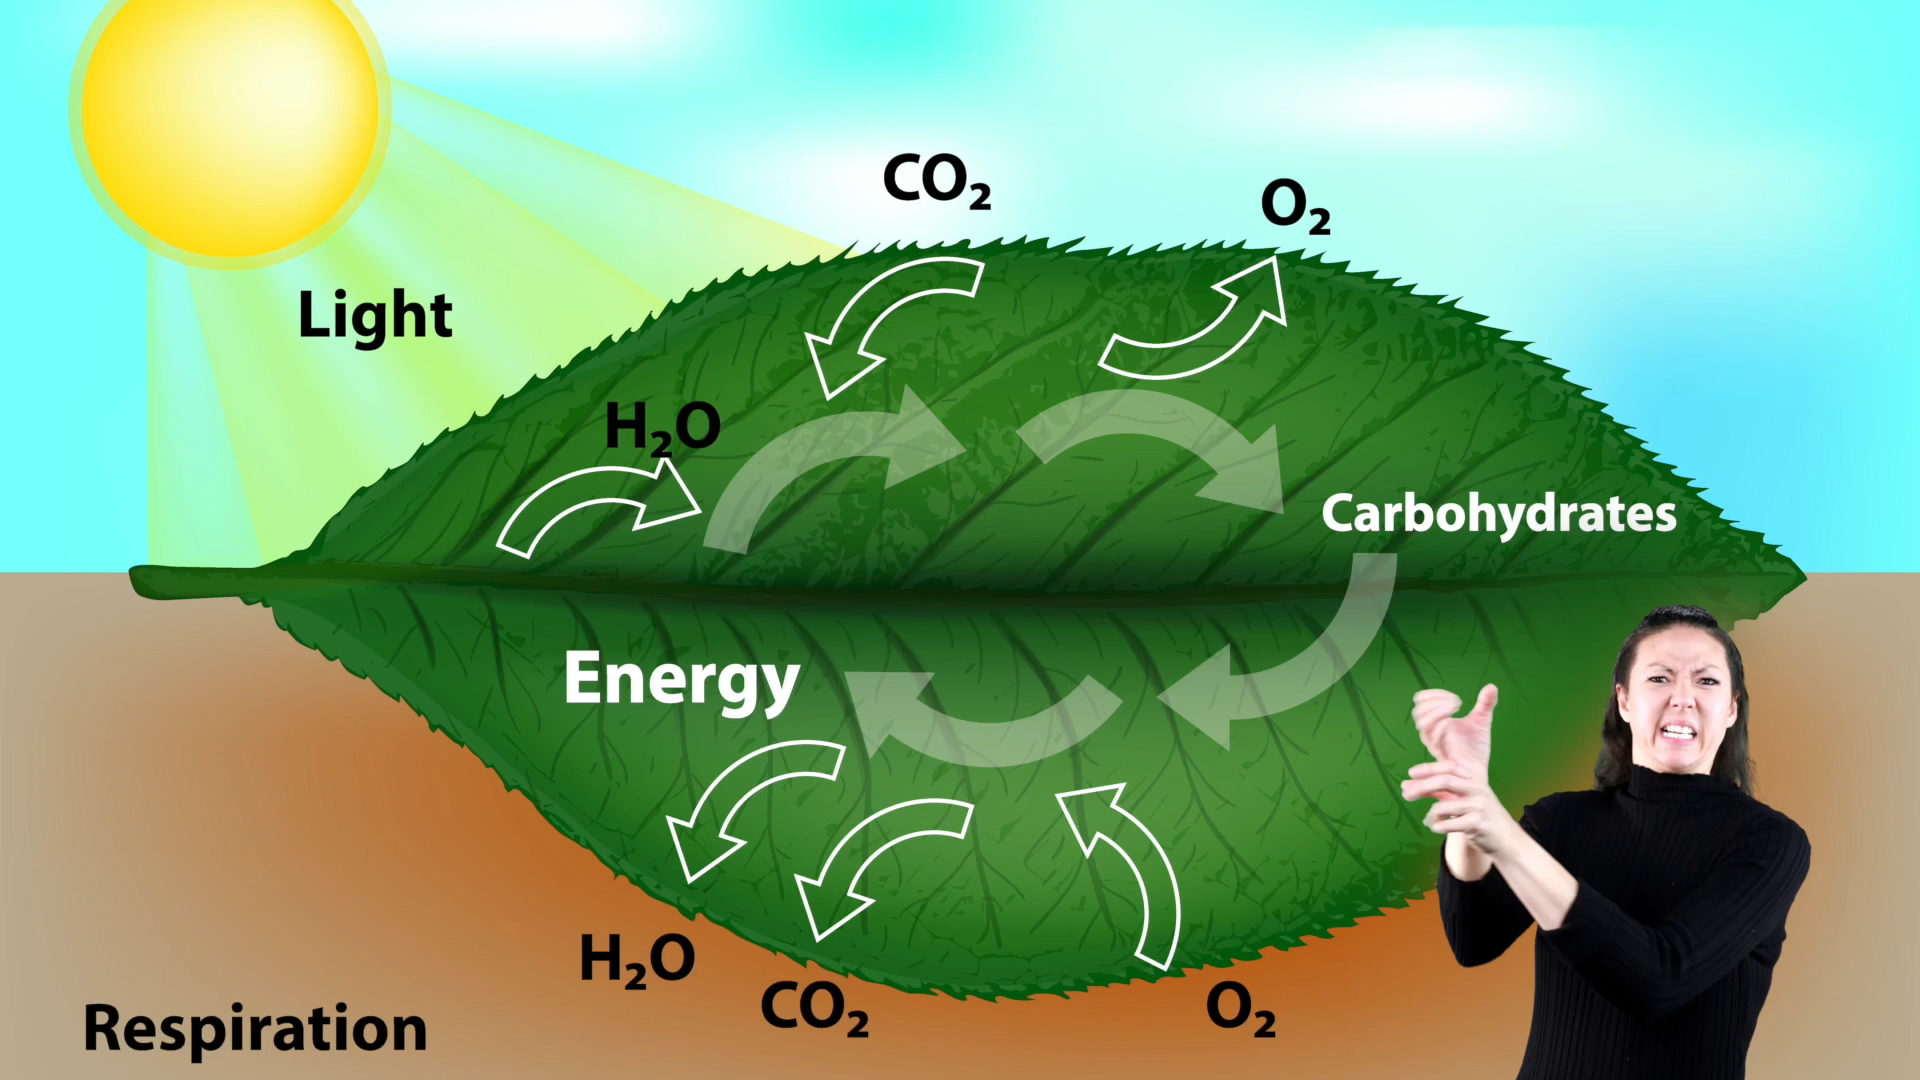 CO₂
O₂
Light
H₂O
Carbohydrates
Energy
H₂O
CO₂
O₂
Respiration